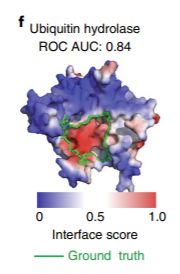 f
Ubiquitin hydrolase
ROC AUC: 0.84
0 0.5 1.0
Interface score
Ground truth